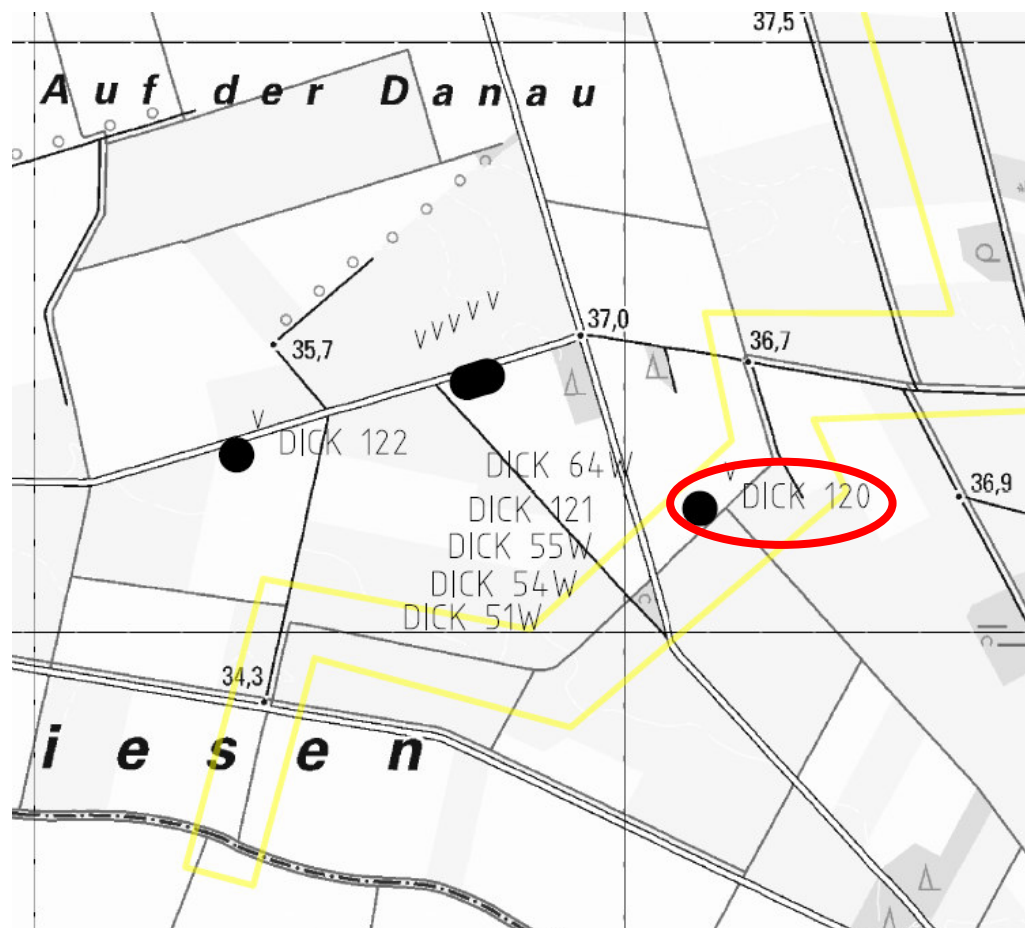 37,5
Auf der Danau
37,0
36,7
35,7
V V V V V V
V
DICK 122
DICK 64W
V
DICK 120
36,9
DICK 121
DICK 55W
DICK 54W
DICK 51W
34,3
iesen